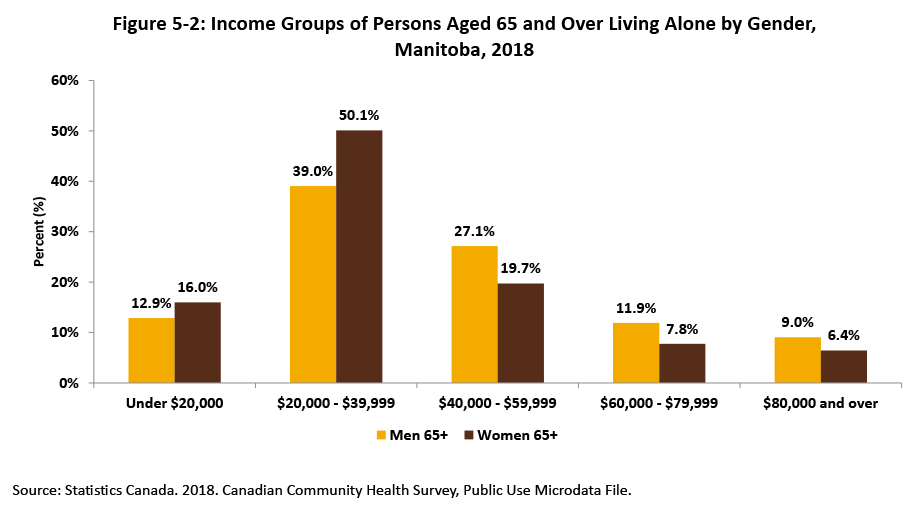 Figure 5-2: Income Groups of Persons Aged 65 and Over Living Alone by Gender,
Manitoba, 2018
60%
50%
40%
30%
20%
10%
0%
Percent (%)
12.9%
16.0%
39.0%
50.1%
27.1%
19.7%
11.9%
7.8%
9.0%
6.4%
Under $20,000
$20,000 - $39,999
$40,000 - $59,999
$60,000 - $79,999
$80,000 and over
Men 65+
Women 65+
Source: Statistics Canada. 2018. Canadian Community Health Survey, Public Use Microdata File.